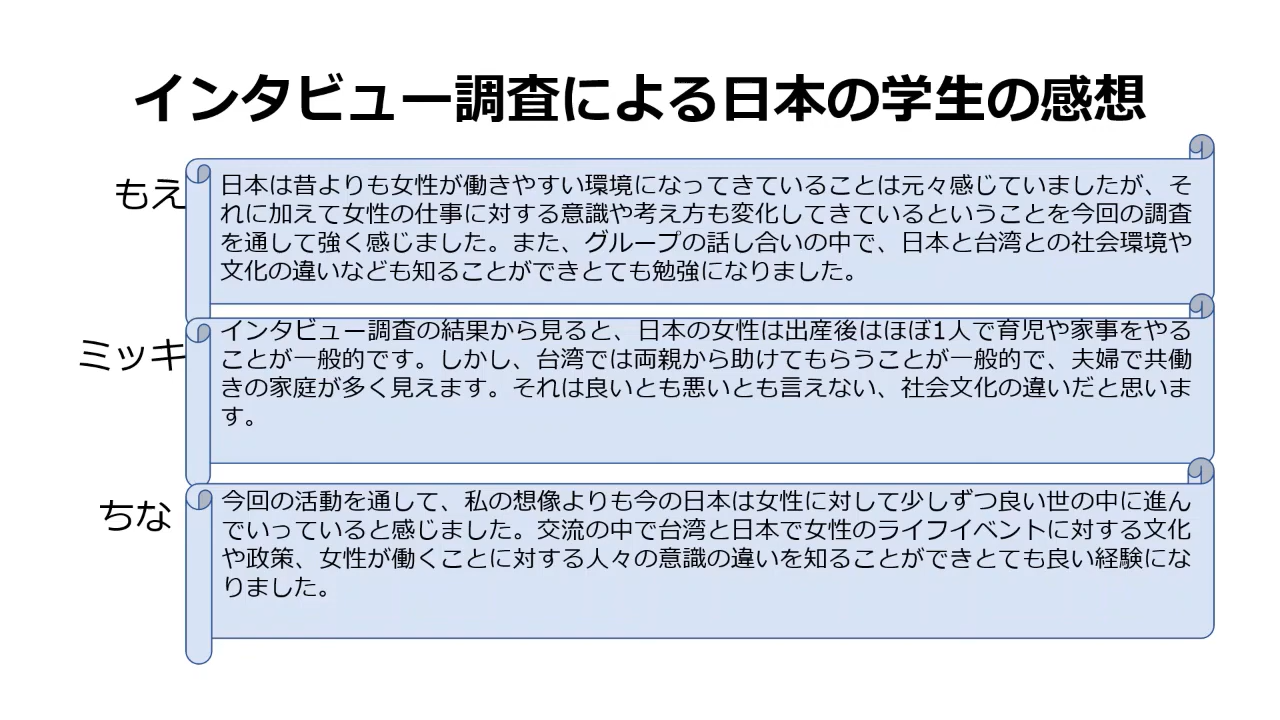 インタビュー調査による日本の学生の感想
もえ
日本は昔よりも女性が働きやすい環境になってきていることは元々感じていましたが、そ
れに加えて女性の仕事に対する意識や考え方も変化してきているということを今回の調査
を通して強く感じました。また、グループの話し合いの中で、日本と台湾との社会環境や
文化の違いなども知ることができとても勉強になりました。
ミッキ
インタビュー調査の結果から見ると、日本の女性は出産後はほぼ1人で育児や家事をやる
ことが一般的です。しかし、台湾では両親から助けてもらうことが一般的で、夫婦で共働
きの家庭が多く見えます。それは良いとも悪いとも言えない、社会文化の違いだと思いま
す。
ちな
今回の活動を通して、私の想像よりも今の日本は女性に対して少しずつ良い世の中に進ん
でいっていると感じました。交流の中で台湾と日本で女性のライフイベントに対する文化
や政策、女性が働くことに対する人々の意識の違いを知ることができとても良い経験にな
りました。